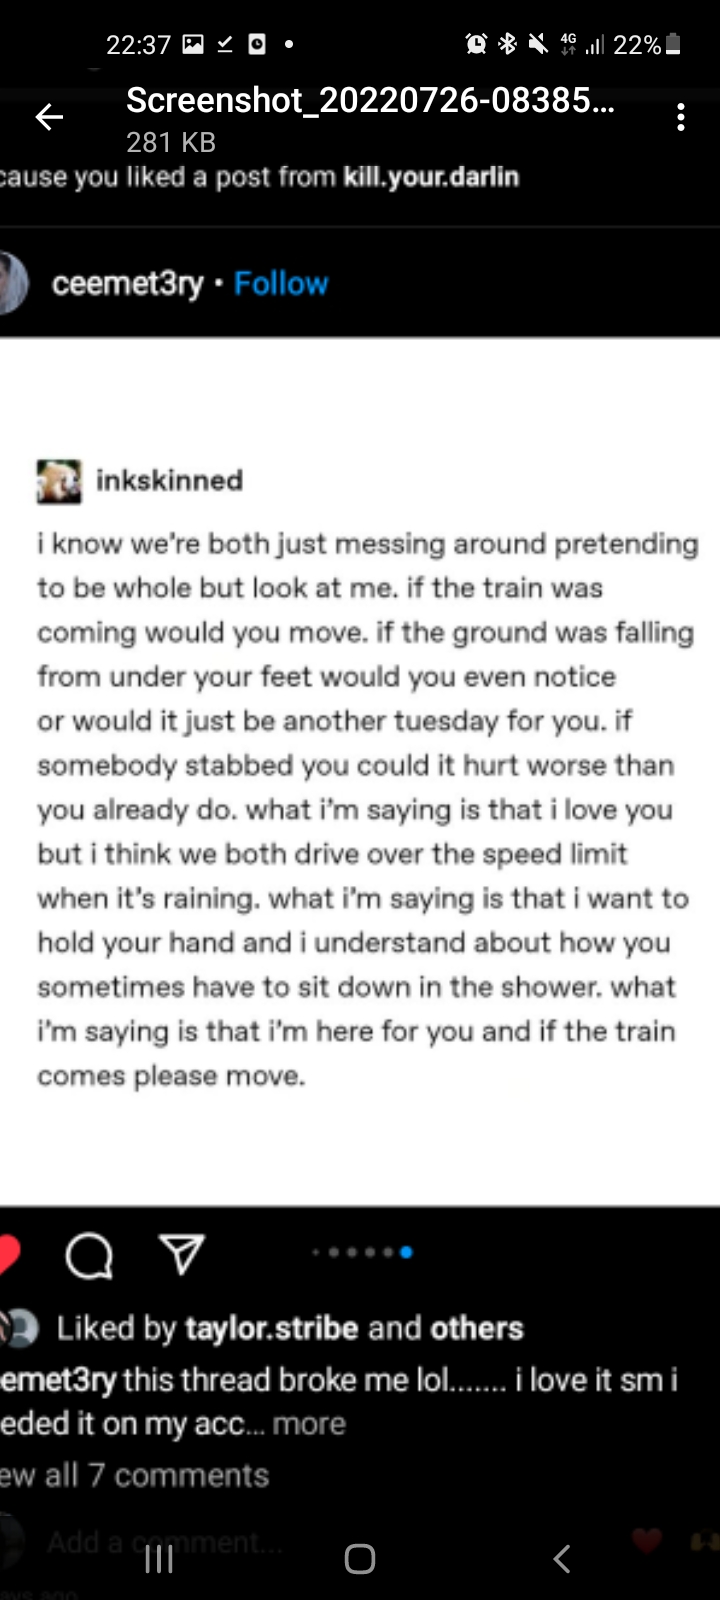 22:37 4G 22%
Screenshot_20220726-08385...
281 KB
cause you liked a post from kill.your.darlin
ceemet3ry • Follow
inkskinned
i know we're both just messing around pretending
to be whole but look at me. if the train was
coming would you move. if the ground was falling
from under your feet would you even notice
or would it just be another tuesday for you. if
somebody stabbed you could it hurt worse than
you already do. what i'm saying is that i love you
but i think we both drive over the speed limit
when it's raining. what i'm saying is that i want to
hold your hand and i understand about how you
sometimes have to sit down in the shower. what
i'm saying is that i'm here for you and if the train
comes please move.
Liked by taylor.stribe and others
emet3ry this thread broke me lol....... i love it sm i
eded it on my acc... more
ew all 7 comments
Add a comment...
ays ago